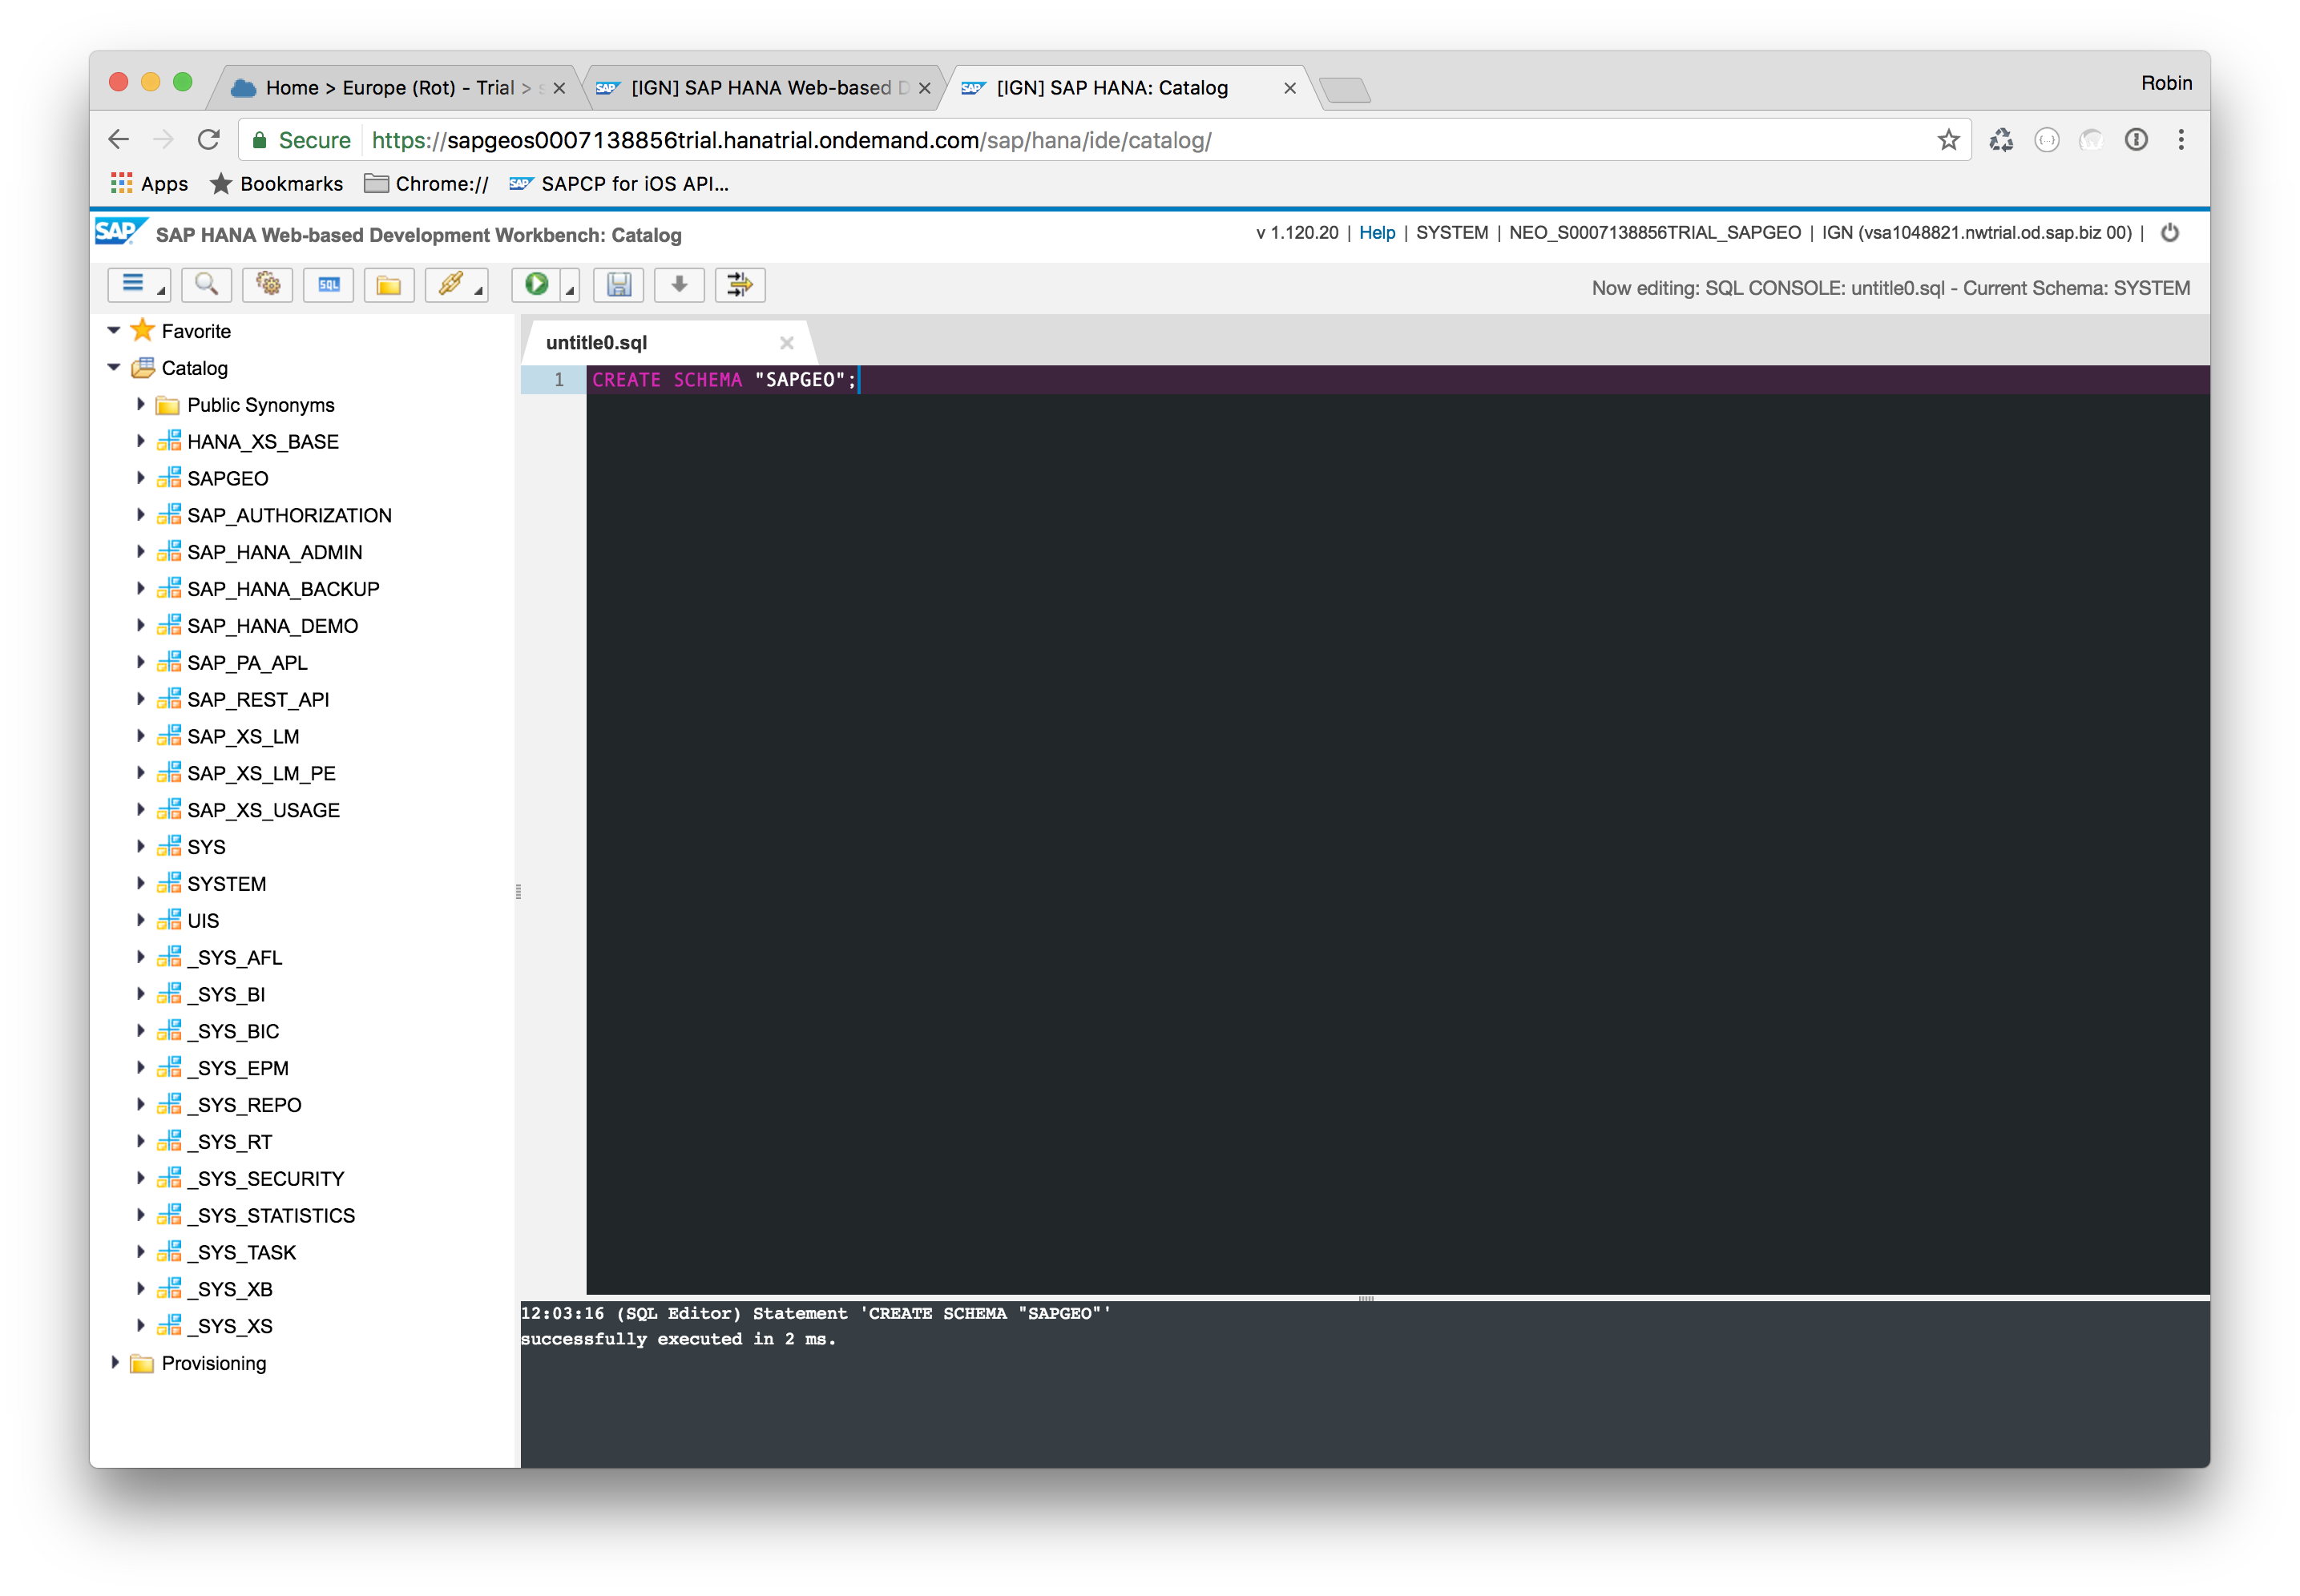 Home > Europe (Rot) - Trial >
[IGN] SAP HANA Web-based D
[IGN] SAP HANA: Catalog
Robin
Secure https://sapgeos0007138856trial.hanatrial.ondemand.com/sap/hana/ide/catalog/
Apps Bookmarks Chrome:// SAP SAPCP for iOS API...
SAP SAP HANA Web-based Development Workbench: Catalog
v 1.120.20 | Help | SYSTEM | NEO_S0007138856TRIAL_SAPGEO | IGN (vsa1048821.nwtrial.od.sap.biz 00) |
SQL
Now editing: SQL CONSOLE: untitle0.sql - Current Schema: SYSTEM
Favorite
Catalog
Public Synonyms
HANA_XS_BASE
SAPGEO
SAP_AUTHORIZATION
SAP_HANA_ADMIN
SAP_HANA_BACKUP
SAP_HANA_DEMO
SAP_PA_APL
SAP_REST_API
SAP_XS_LM
SAP_XS_LM_PE
SAP_XS_USAGE
SYS
SYSTEM
UIS
_SYS_AFL
_SYS_BI
_SYS_BIC
_SYS_EPM
_SYS_REPO
_SYS_RT
_SYS_SECURITY
_SYS_STATISTICS
_SYS_TASK
_SYS_XB
_SYS_XS
Provisioning
untitle0.sql
1 CREATE SCHEMA "SAPGEO";
12:03:16 (SQL Editor) Statement 'CREATE SCHEMA "SAPGEO"'
successfully executed in 2 ms.